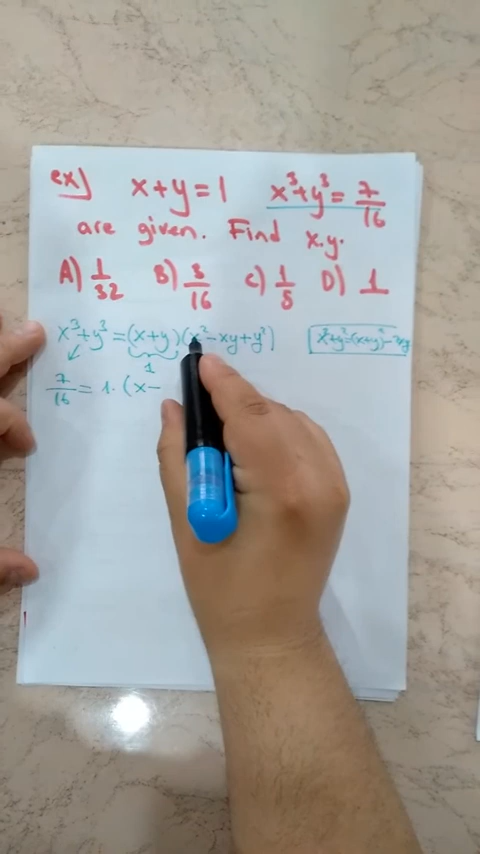 ex) x+y=1 x³+y³=7/16
are given. Find x.y.
A) 1/32 B) 3/16 C) 1/8 D) 1
x³+y³=(x+y)(x²-xy+y²) x²+y²=(x+y)²-2xy
1
7/16=1.(x-